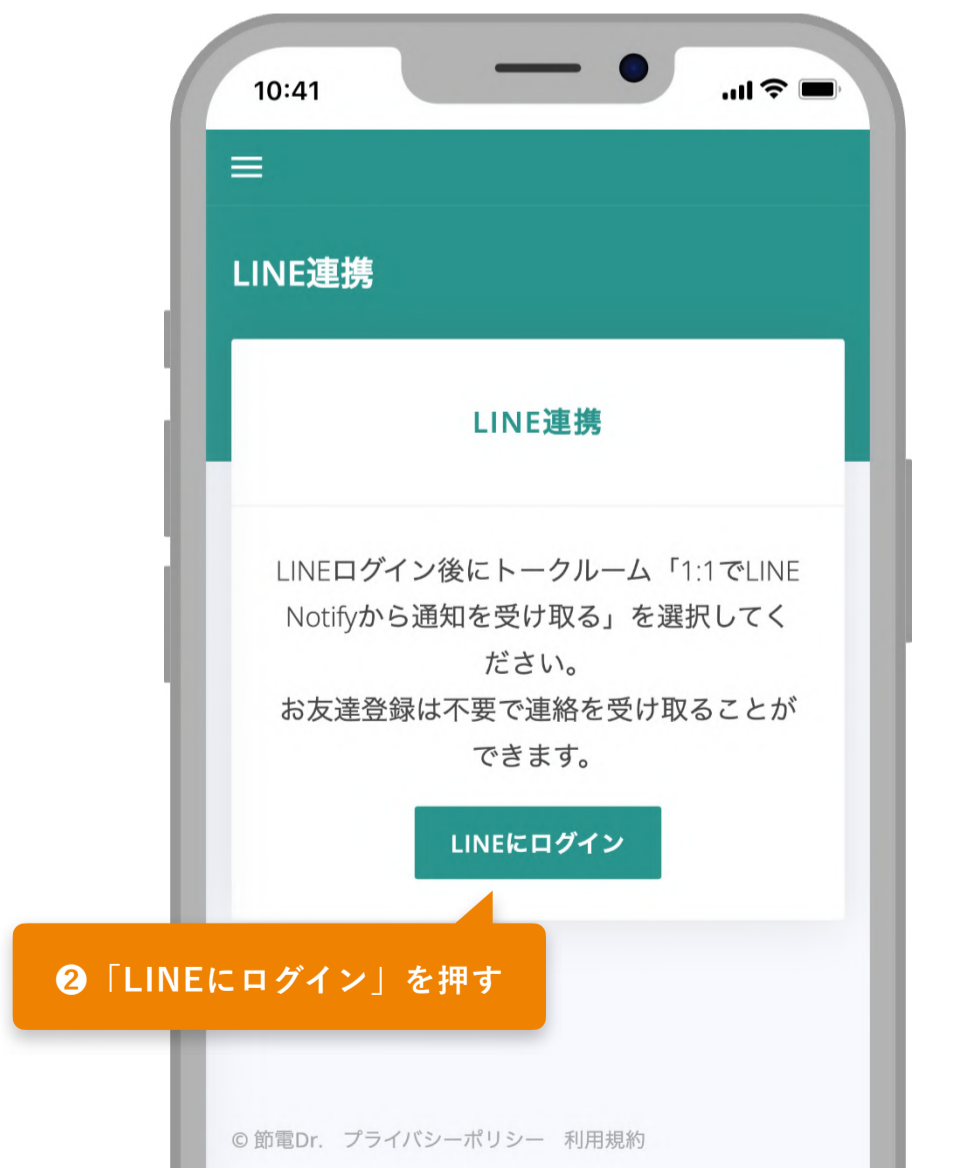 10:41
LINE連携
LINE連携
LINEログイン後にトークルーム「1:1でLINE
Notifyから通知を受け取る」を選択してく
ださい。
お友達登録は不要で連絡を受け取ることが
できます。
LINEにログイン
❷「LINEにログイン」を押す
© 節電Dr. プライバシーポリシー 利用規約